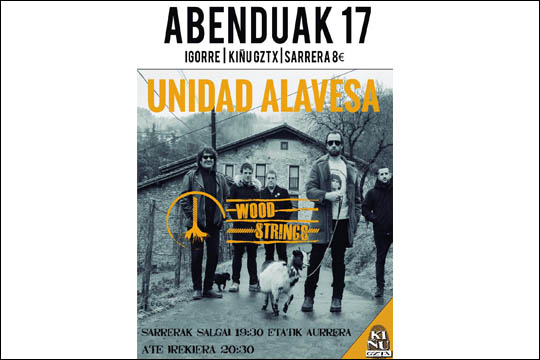 ABENDUAK 17
IGORRE | KIÑU GZTX | SARRERA 8€
UNIDAD ALAVESA
WOOD
STRINGS
SARRERAK SALGAI 19:30 ETATIK AURRERA
ATE IREKIERA 20:30
KI
ÑU
GZTX